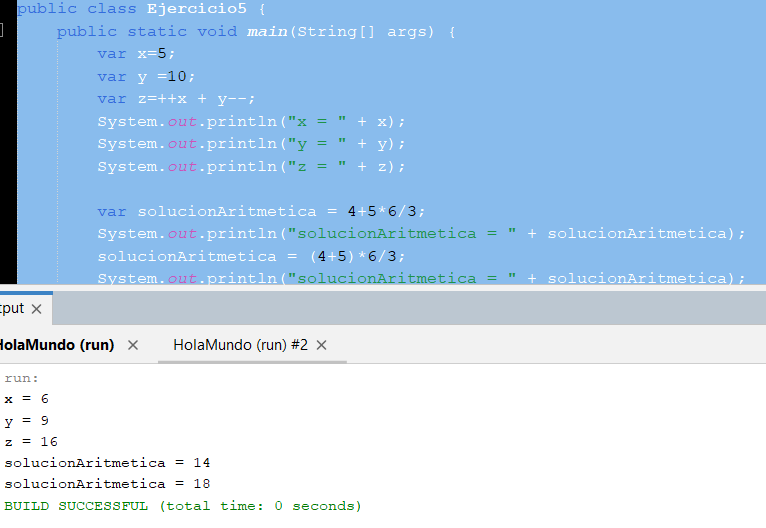 public class Ejercicio5 {
public static void main(String[] args) {
var x=5;
var y =10;
var z=++x + y--;
System.out.println("x = " + x);
System.out.println("y = " + y);
System.out.println("z = " + z);
var solucionAritmetica = 4+5*6/3;
System.out.println("solucionAritmetica = " + solucionAritmetica);
solucionAritmetica = (4+5)*6/3;
System.out.println("solucionAritmetica = " + solucionAritmetica);
tput ×
HolaMundo (run) × HolaMundo (run) #2 ×
run:
x = 6
y = 9
z = 16
solucionAritmetica = 14
solucionAritmetica = 18
BUILD SUCCESSFUL (total time: 0 seconds)